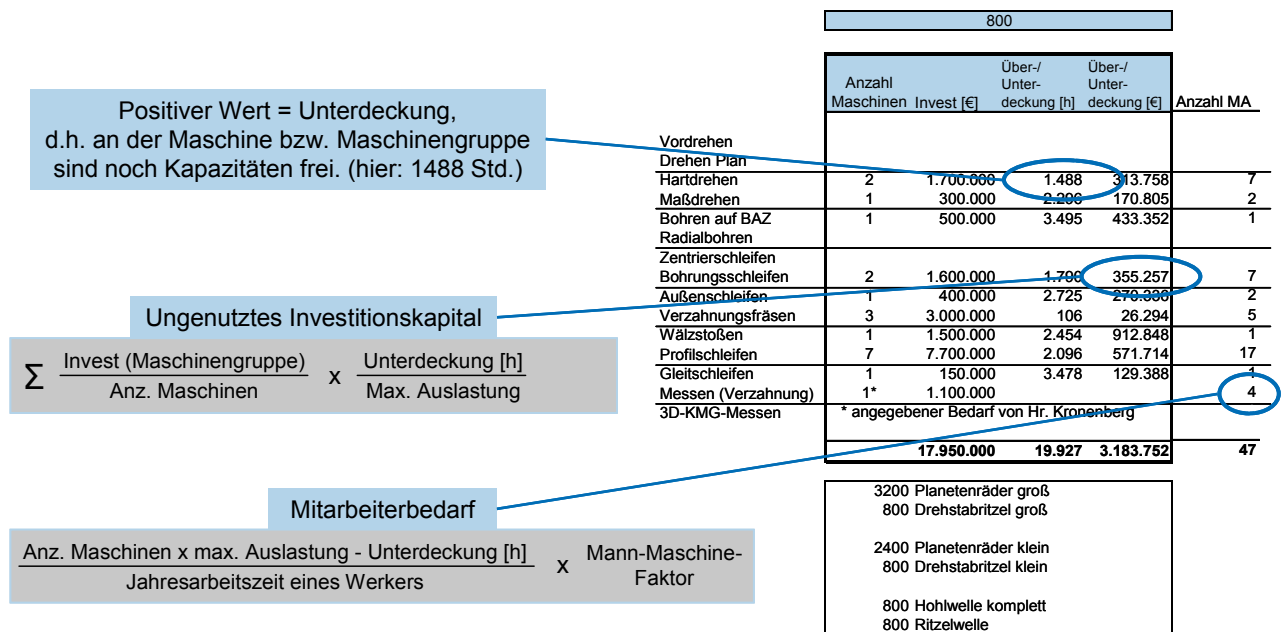 800
Anzahl Maschinen Invest [€] Über-/ Unter- deckung [h] Über-/ Unter- deckung [€] Anzahl MA
Positiver Wert = Unterdeckung,
d.h. an der Maschine bzw. Maschinengruppe
sind noch Kapazitäten frei. (hier: 1488 Std.)
Vordrehen
Drehen Plan
Hartdrehen 2 1.700.000 1.488 313.758 7
Maßdrehen 1 300.000 170.805 2
Bohren auf BAZ 1 500.000 3.495 433.352 1
Radialbohren
Zentrierschleifen
Bohrungsschleifen 2 1.600.000 355.257 7
Außenschleifen 1 400.000 2.725 2
Verzahnungsfräsen 3 3.000.000 106 26.294 5
Wälzstoßen 1 1.500.000 2.454 912.848 1
Profilschleifen 7 7.700.000 2.096 571.714 17
Gleitschleifen 1 150.000 3.478 129.388 1
Messen (Verzahnung) 1* 1.100.000 4
3D-KMG-Messen * angegebener Bedarf von Hr. Kronenberg
17.950.000 19.927 3.183.752 47
Ungenutztes Investitionskapital
Σ Invest (Maschinengruppe) x Unterdeckung [h]
Anz. Maschinen Max. Auslastung
Mitarbeiterbedarf
Anz. Maschinen x max. Auslastung - Unterdeckung [h] x Mann-Maschine-
Jahresarbeitszeit eines Werkers Faktor
3200 Planetenräder groß
800 Drehstabritzel groß
2400 Planetenräder klein
800 Drehstabritzel klein
800 Hohlwelle komplett
800 Ritzelwelle